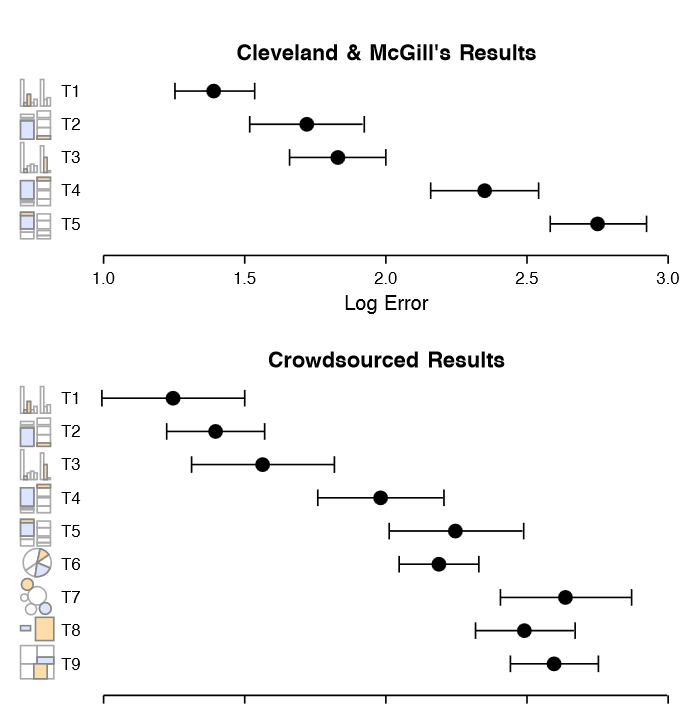 Cleveland & McGill's Results
T1
T2
T3
T4
T5
1.0 1.5 2.0 2.5 3.0
Log Error
Crowdsourced Results
T1
T2
T3
T4
T5
T6
T7
T8
T9